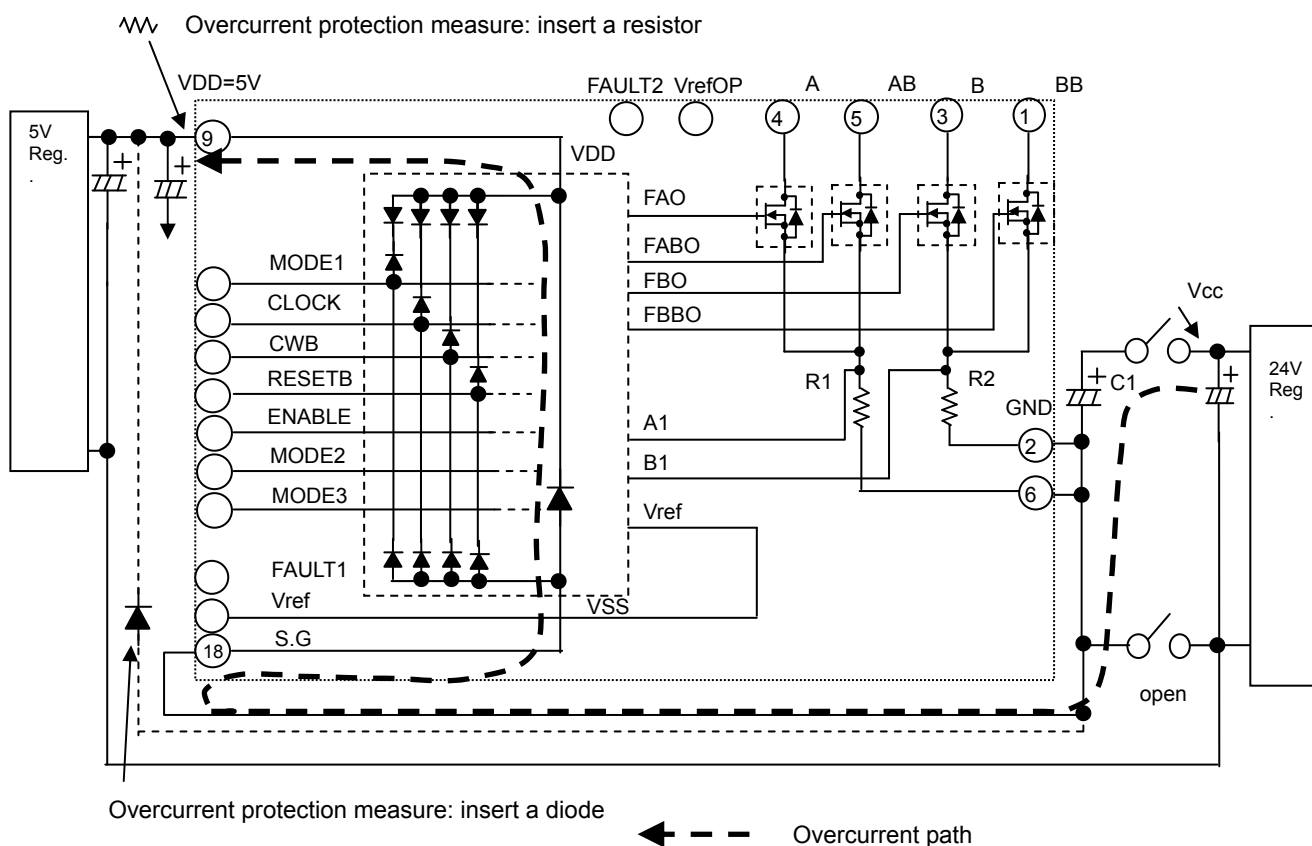 Overcurrent protection measure: insert a resistor
VDD=5V
FAULT2 VrefOP A AB B BB
5V
Reg.
.
9
4
5
3
1
VDD
FAO
FABO
FBO
FBBO
MODE1
CLOCK
CWB
RESETB
ENABLE
MODE2
MODE3
FAULT1
Vref
S.G
18
VSS
R1
R2
A1
B1
Vref
GND
2
6
C1
Vcc
24V
Reg
.
open
+
+
+
+
Overcurrent protection measure: insert a diode
Overcurrent path